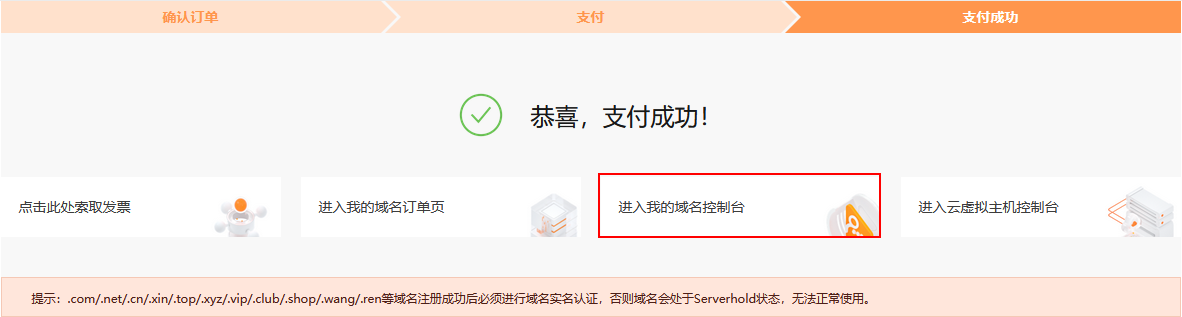 确认订单
支付
支付成功
恭喜，支付成功！
点击此处索取发票
进入我的域名订单页
进入我的域名控制台
进入云虚拟主机控制台
提示：.com/.net/.cn/.xin/.top/.xyz/.vip/.club/.shop/.wang/.ren等域名注册成功后必须进行域名实名认证，否则域名会处于Serverhold状态，无法正常使用。